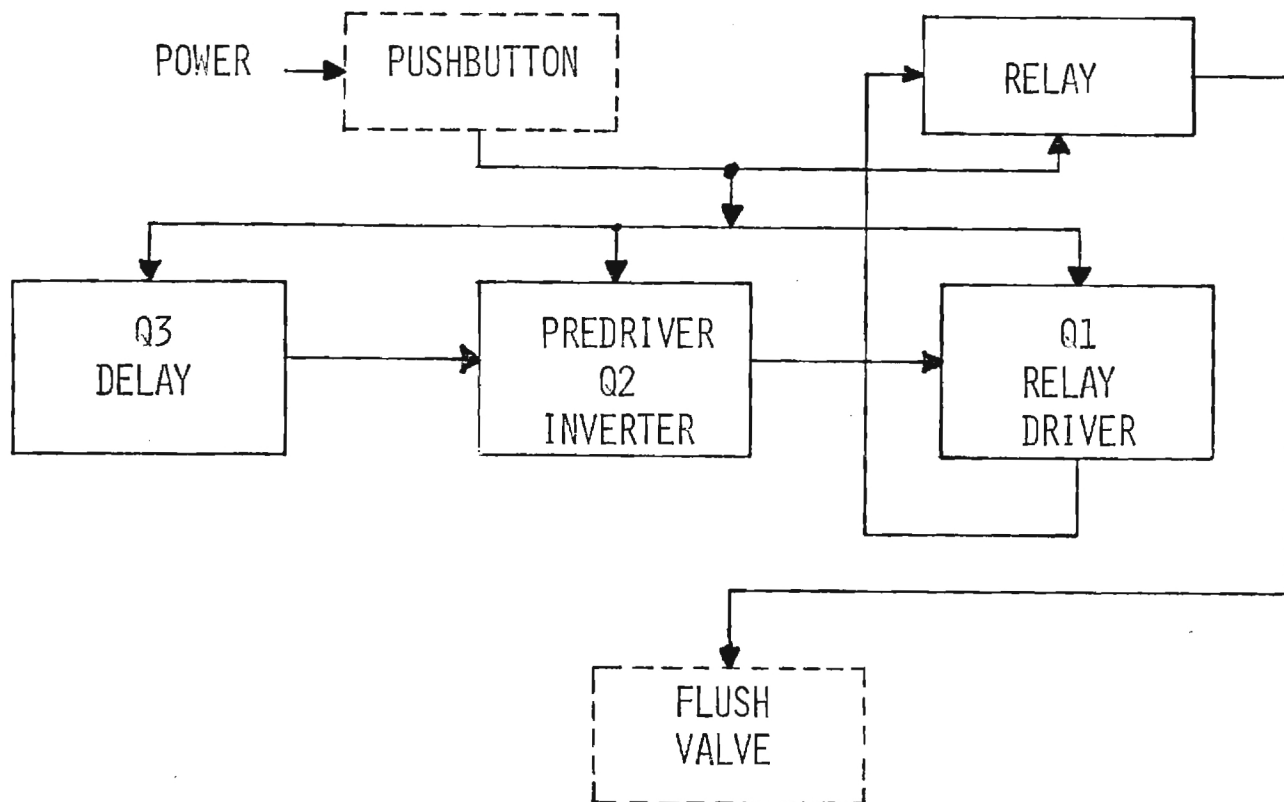 POWER
PUSHBUTTON
RELAY
Q3
DELAY
PREDRIVER
Q2
INVERTER
Q1
RELAY
DRIVER
FLUSH
VALVE